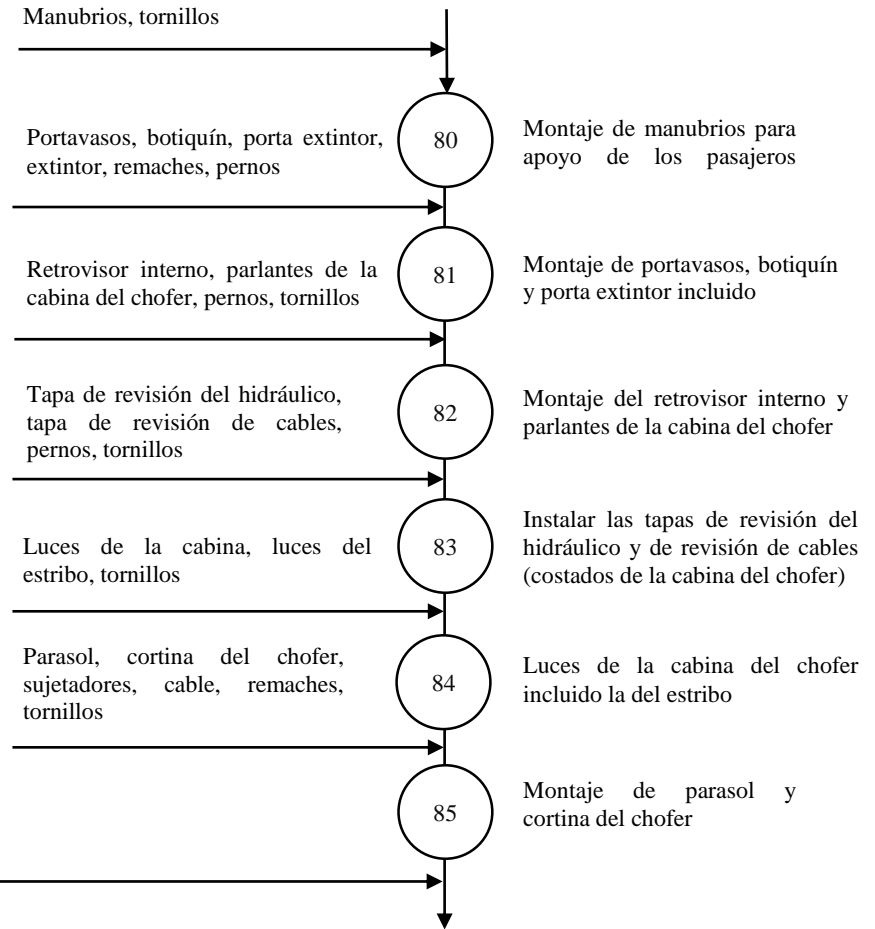 Manubrios, tornillos
80
Montaje de manubrios para
apoyo de los pasajeros
Portavasos, botiquín, porta extintor,
extintor, remaches, pernos
81
Montaje de portavasos, botiquín
y porta extintor incluido
Retrovisor interno, parlantes de la
cabina del chofer, pernos, tornillos
82
Montaje del retrovisor interno y
parlantes de la cabina del chofer
Tapa de revisión del hidráulico,
tapa de revisión de cables,
pernos, tornillos
83
Instalar las tapas de revisión del
hidráulico y de revisión de cables
(costados de la cabina del chofer)
Luces de la cabina, luces del
estribo, tornillos
84
Luces de la cabina del chofer
incluido la del estribo
Parasol, cortina del chofer,
sujetadores, cable, remaches,
tornillos
85
Montaje de parasol y
cortina del chofer